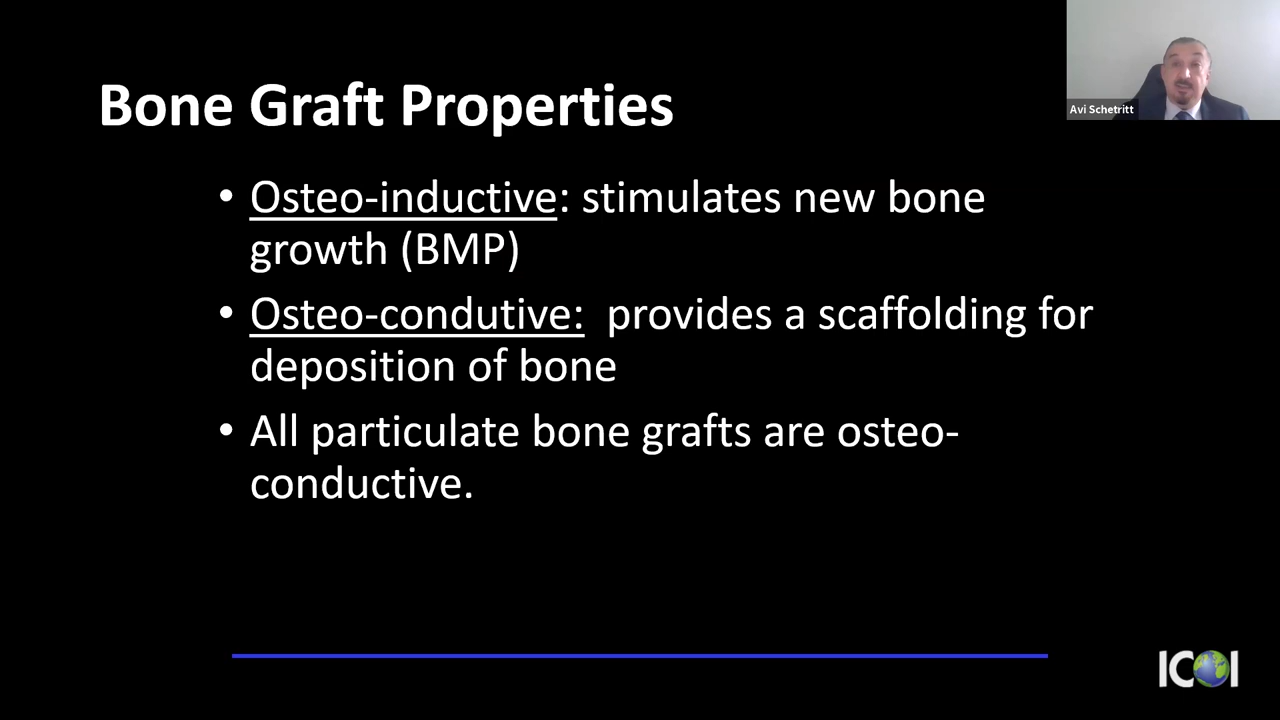 Bone Graft Properties
Avi Schetritt
• Osteo-inductive: stimulates new bone
growth (BMP)
• Osteo-condutive: provides a scaffolding for
deposition of bone
• All particulate bone grafts are osteo-
conductive.
ICOI